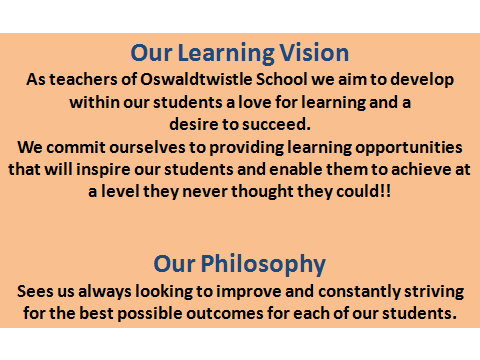 Our Learning Vision
As teachers of Oswaldtwistle School we aim to develop
within our students a love for learning and a
desire to succeed.
We commit ourselves to providing learning opportunities
that will inspire our students and enable them to achieve at
a level they never thought they could!!
Our Philosophy
Sees us always looking to improve and constantly striving
for the best possible outcomes for each of our students.